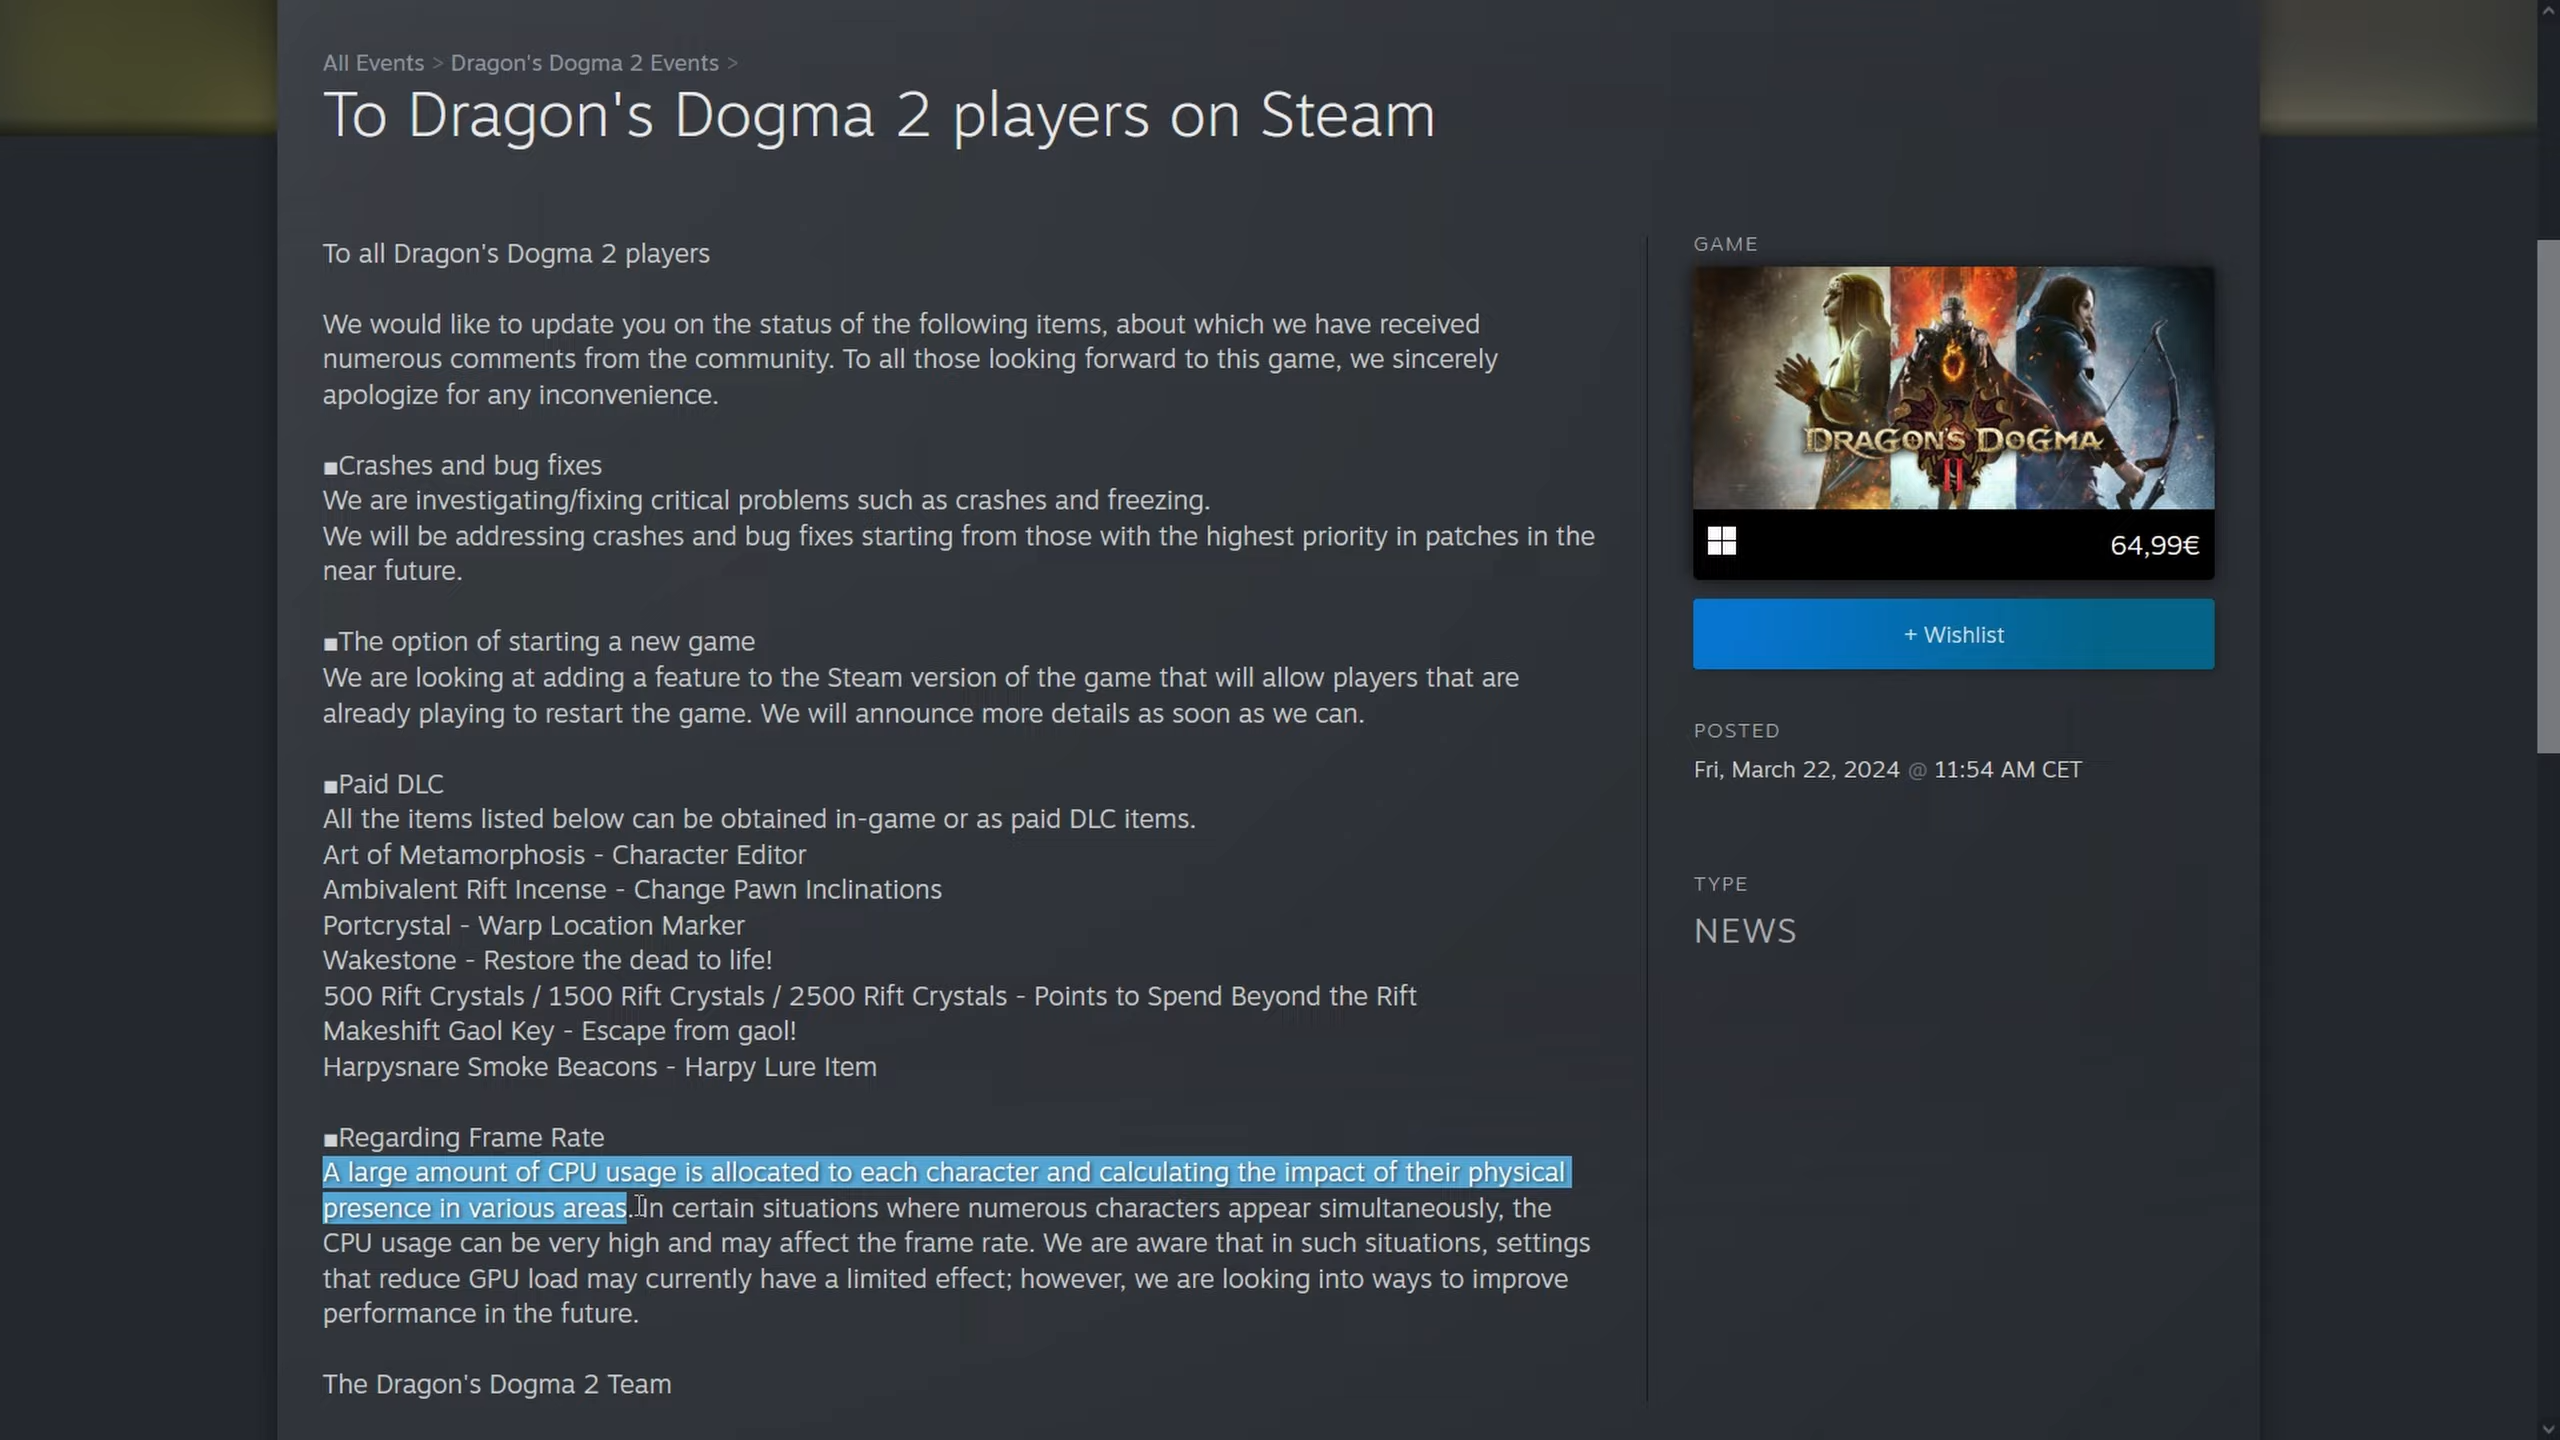 All Events > Dragon's Dogma 2 Events >
To Dragon's Dogma 2 players on Steam
To all Dragon's Dogma 2 players
We would like to update you on the status of the following items, about which we have received
numerous comments from the community. To all those looking forward to this game, we sincerely
apologize for any inconvenience.
■Crashes and bug fixes
We are investigating/fixing critical problems such as crashes and freezing.
We will be addressing crashes and bug fixes starting from those with the highest priority in patches in the
near future.
■The option of starting a new game
We are looking at adding a feature to the Steam version of the game that will allow players that are
already playing to restart the game. We will announce more details as soon as we can.
■Paid DLC
All the items listed below can be obtained in-game or as paid DLC items.
Art of Metamorphosis - Character Editor
Ambivalent Rift Incense - Change Pawn Inclinations
Portcrystal - Warp Location Marker
Wakestone - Restore the dead to life!
500 Rift Crystals / 1500 Rift Crystals / 2500 Rift Crystals - Points to Spend Beyond the Rift
Makeshift Gaol Key - Escape from gaol!
Harpysnare Smoke Beacons - Harpy Lure Item
■Regarding Frame Rate
A large amount of CPU usage is allocated to each character and calculating the impact of their physical
presence in various areas. In certain situations where numerous characters appear simultaneously, the
CPU usage can be very high and may affect the frame rate. We are aware that in such situations, settings
that reduce GPU load may currently have a limited effect; however, we are looking into ways to improve
performance in the future.
The Dragon's Dogma 2 Team
GAME
DRAGON'S DOGMA
II
64,99€
+ Wishlist
POSTED
Fri, March 22, 2024 @ 11:54 AM CET
TYPE
NEWS